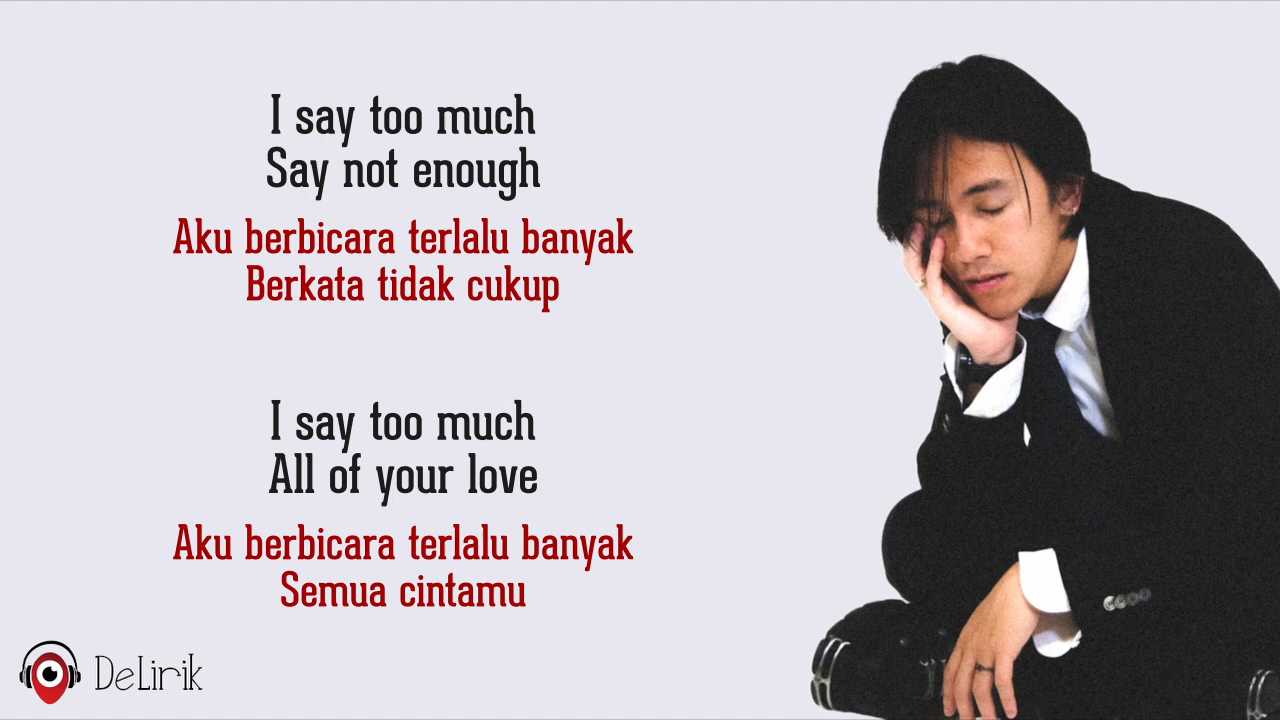 I say too much
Say not enough
Aku berbicara terlalu banyak
Berkata tidak cukup
I say too much
All of your love
Aku berbicara terlalu banyak
Semua cintamu
DeLirik